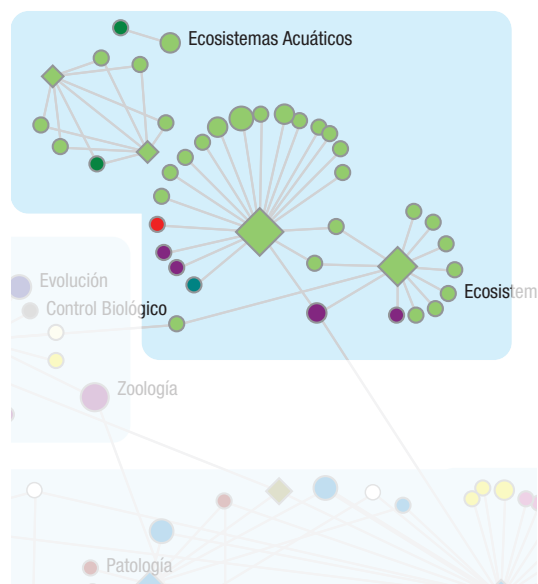 Ecosistemas Acuáticos
Evolución
Ecosistem
Control Biológico
Zoología
Patología